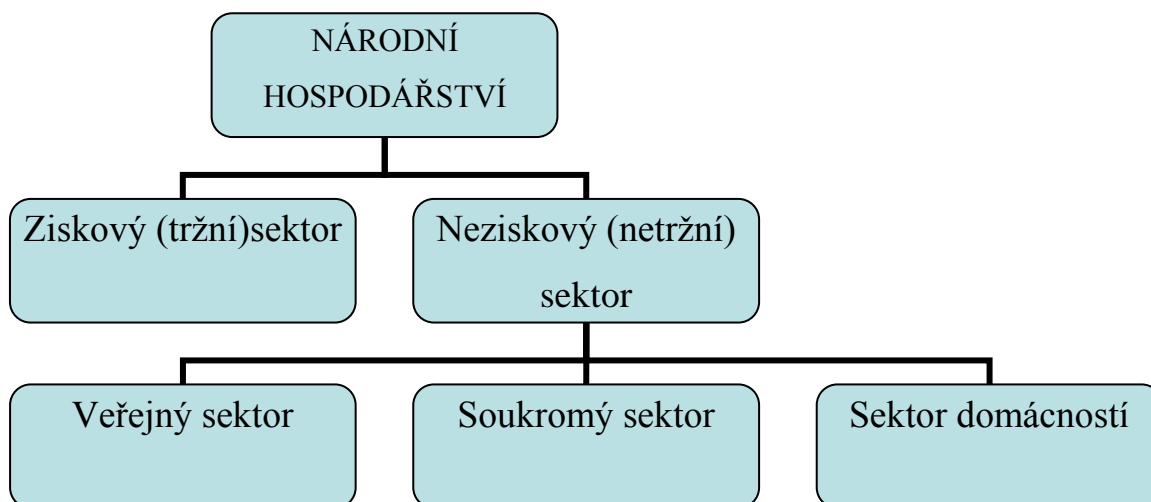 NÁRODNÍ
HOSPODÁŘSTVÍ
Ziskový (tržní)sektor
Neziskový (netržní)
sektor
Veřejný sektor
Soukromý sektor
Sektor domácností